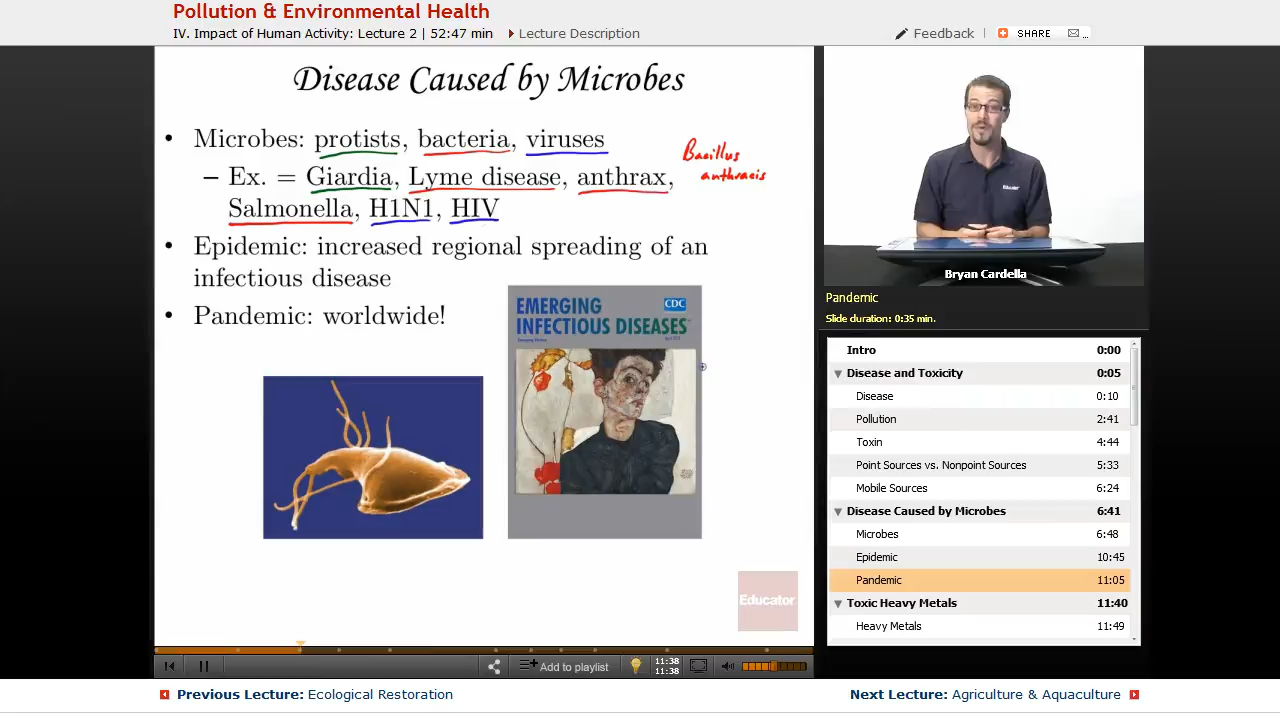 Pollution & Environmental Health
IV. Impact of Human Activity: Lecture 2 | 52:47 min
Lecture Description
Feedback
SHARE
...
Disease Caused by Microbes
• Microbes: protists, bacteria, viruses
– Ex. = Giardia, Lyme disease, anthrax,
Bacillus
anthracis
Salmonella, H1N1, HIV
• Epidemic: increased regional spreading of an
infectious disease
• Pandemic: worldwide!
EMERGING
INFECTIOUS DISEASES
CDC
Educator
Educator
Bryan Cardella
Pandemic
Slide duration: 0:35 min.
Intro 0:00
Disease and Toxicity 0:05
Disease 0:10
Pollution 2:41
Toxin 4:44
Point Sources vs. Nonpoint Sources 5:33
Mobile Sources 6:24
Disease Caused by Microbes 6:41
Microbes 6:48
Epidemic 10:45
Pandemic 11:05
Toxic Heavy Metals 11:40
Heavy Metals 11:49
Add to playlist
11:38
11:38
Previous Lecture: Ecological Restoration
Next Lecture: Agriculture & Aquaculture